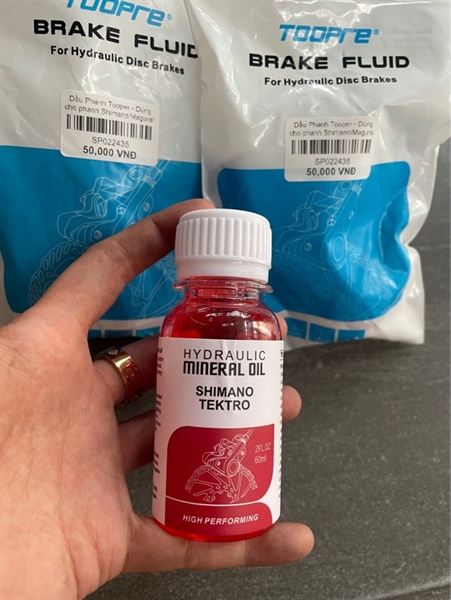 TOOPRE®
BRAKE FLUID
For Hydraulic Disc Brakes
Dầu Phanh Tooper - Dùng
cho phanh Shimano/Magura/
SP022435
50,000 VNĐ
TOOPRE®
BRAKE FLUID
For Hydraulic Disc Brakes
Dầu Phanh Tooper - Dùng
cho phanh Shimano/Magura/
SP022435
50,000 VNĐ
HYDRAULIC
MINERAL OIL
SHIMANO
TEKTRO
2FL.OZ
60ml
HIGH PERFORMING